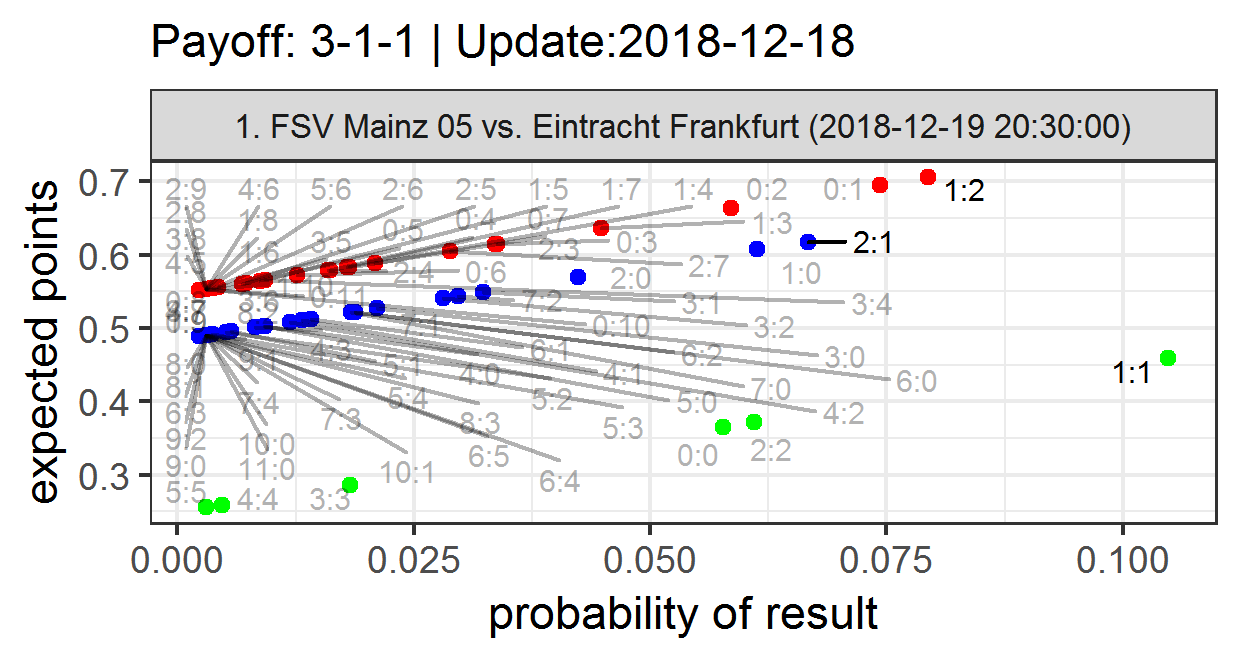 Payoff: 3-1-1 | Update:2018-12-18
1. FSV Mainz 05 vs. Eintracht Frankfurt (2018-12-19 20:30:00)
expected points
0.7
0.6
0.5
0.4
0.3
2:9 4:6 5:6 2:6 2:5 1:5 1:7 1:4 0:2 0:1 1:2
2:8 1:8 0:4 0:7 1:3
3:8 3:5 0:5 0:3 2:1
1:6 2:3
2:4 0:6 2:7 2:0 1:0
0:11 7:2 3:1 3:4
8:2 7:1 0:10 3:2
4:3 6:1 6:2 3:0
8:0 9:1 5:1 4:0 4:1 6:0 1:1
7:4 5:4 5:2 5:0 7:0
6:3 7:3 8:3 5:3 4:2
9:2 10:0 6:5 0:0 2:2
9:0 11:0 10:1 6:4
5:5 4:4 3:3
0.000 0.025 0.050 0.075 0.100
probability of result